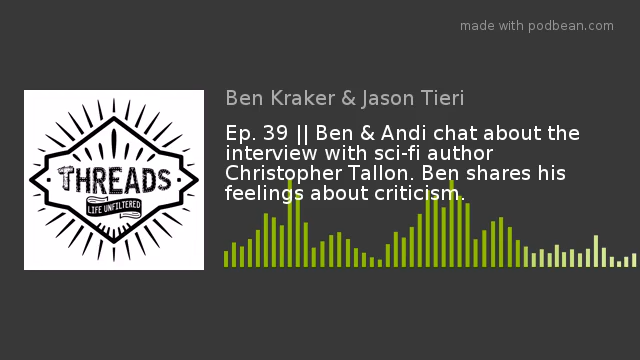 made with podbean.com
Ben Kraker & Jason Tieri
Ep. 39 || Ben & Andi chat about the
interview with sci-fi author
Christopher Tallon. Ben shares his
feelings about criticism.
THREADS
LIFE UNFILTERED